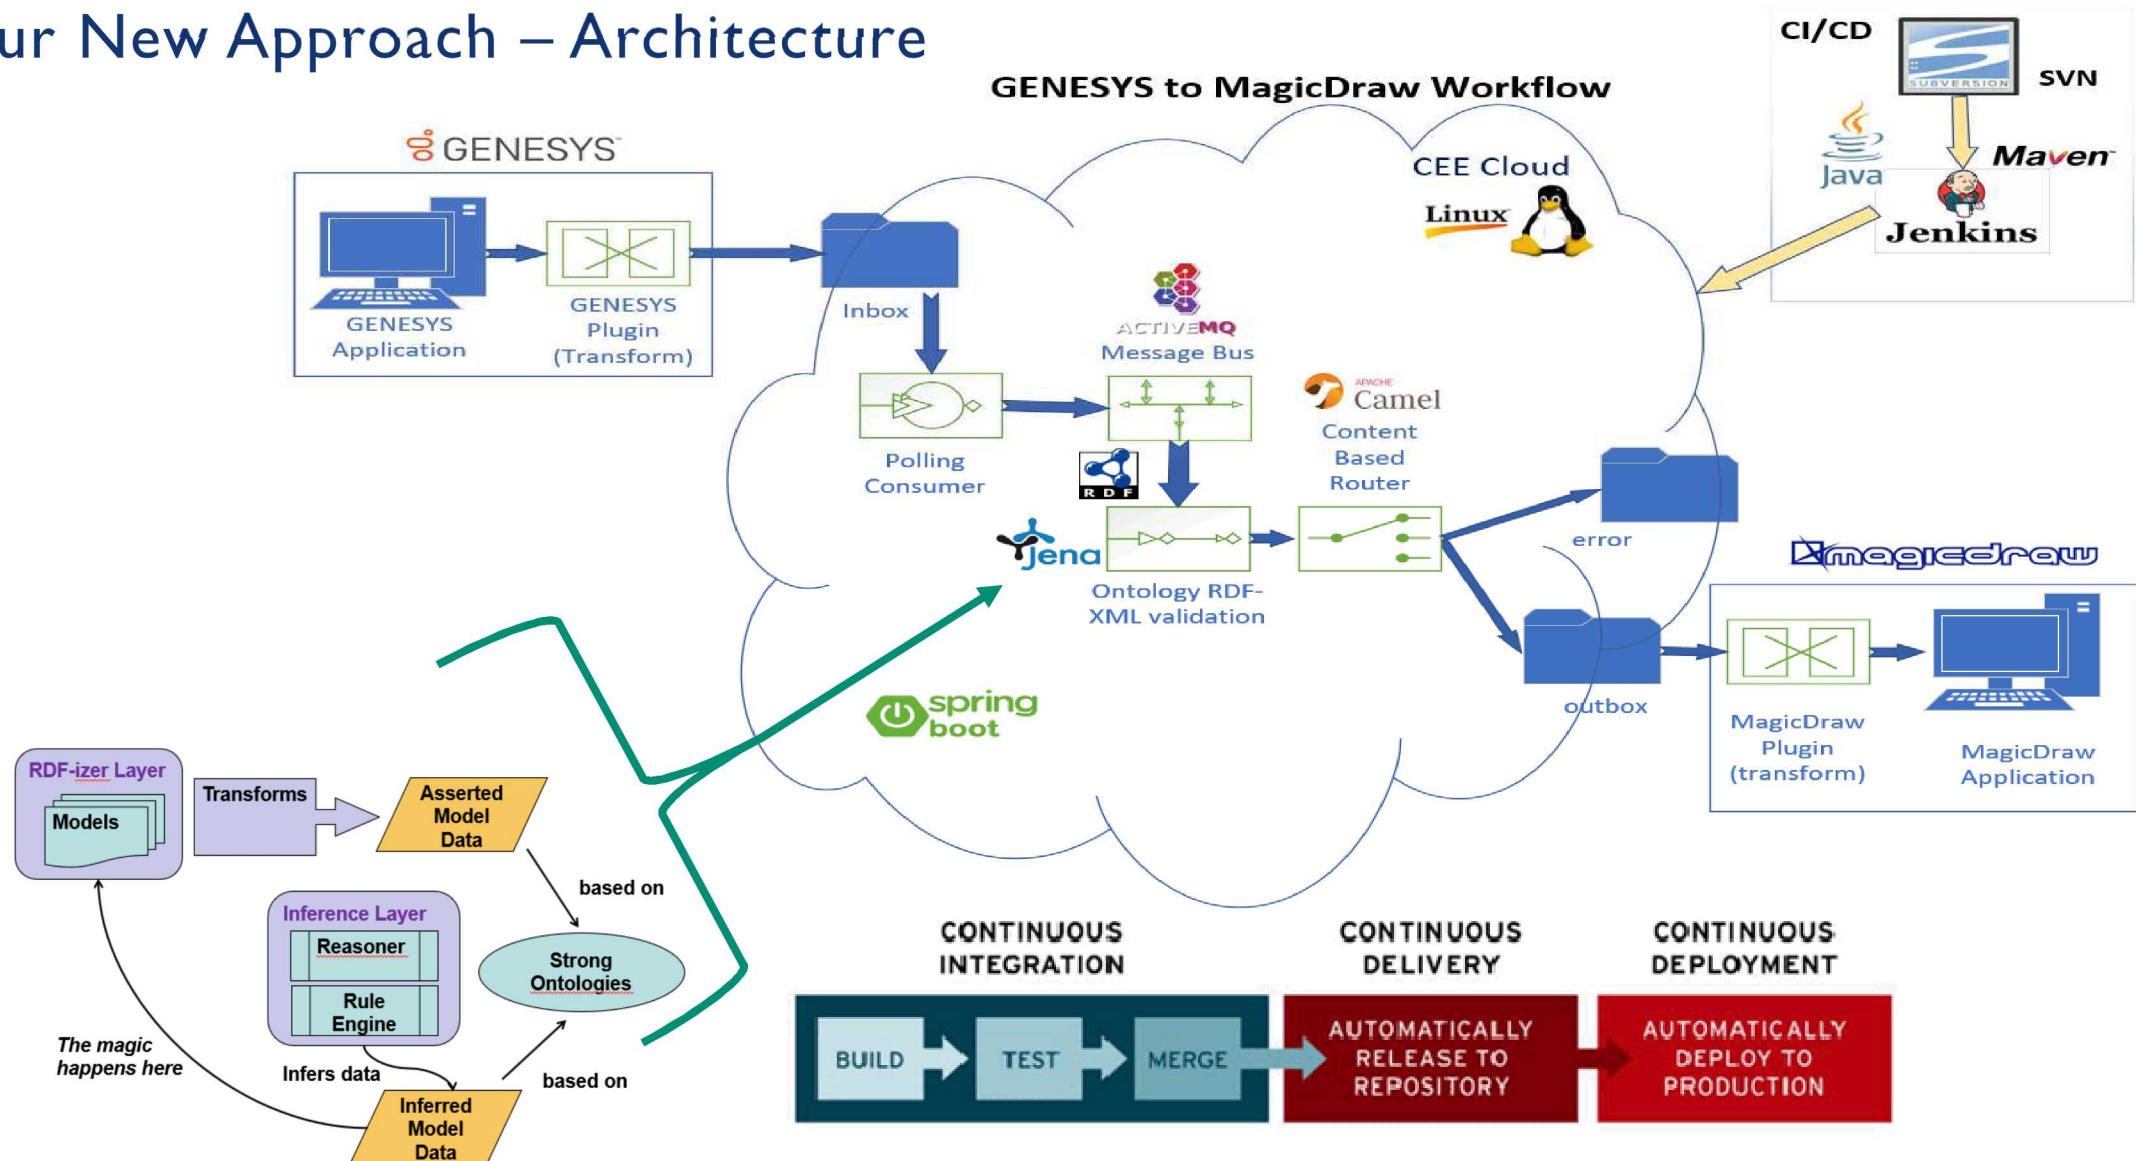 ur New Approach – Architecture
GENESYS to MagicDraw Workflow
CI/CD
SUBVERSION
SVN
Java
Maven
Jenkins
GENESYS
GENESYS
Application
GENESYS
Plugin
(Transform)
Inbox
CEE Cloud
Linux
ACTIVEMQ
Message Bus
Polling
Consumer
RDF
APACHE
Camel
Content
Based
Router
Jena
Ontology RDF-
XML validation
error
outbox
magicdraw
MagicDraw
Plugin
(transform)
MagicDraw
Application
spring
boot
RDF-izer Layer
Models
Transforms
Asserted
Model
Data
based on
Inference Layer
Reasoner
Rule
Engine
Strong
Ontologies
The magic
happens here
Infers data
based on
Inferred
Model
Data
CONTINUOUS
INTEGRATION
CONTINUOUS
DELIVERY
CONTINUOUS
DEPLOYMENT
BUILD
TEST
MERGE
AUTOMATICALLY
RELEASE TO
REPOSITORY
AUTOMATICALLY
DEPLOY TO
PRODUCTION